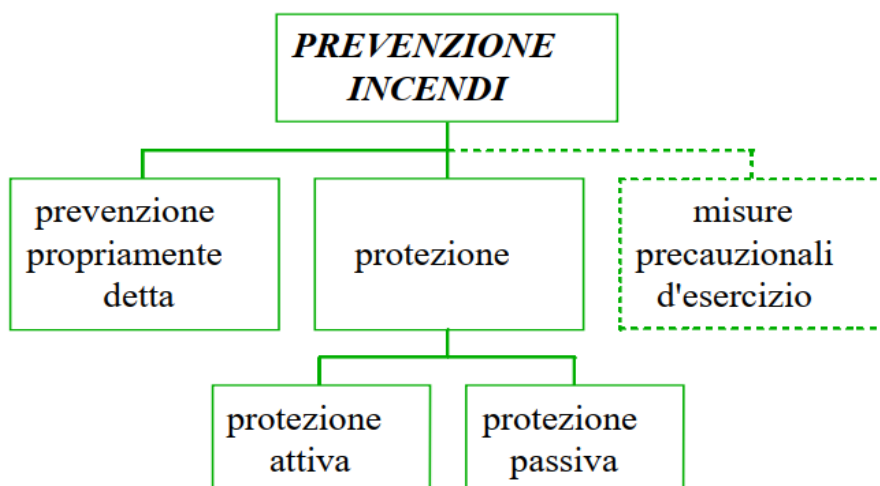 PREVENZIONE
INCENDI
prevenzione
propriamente
detta
protezione
misure
precauzionali
d'esercizio
protezione
attiva
protezione
passiva